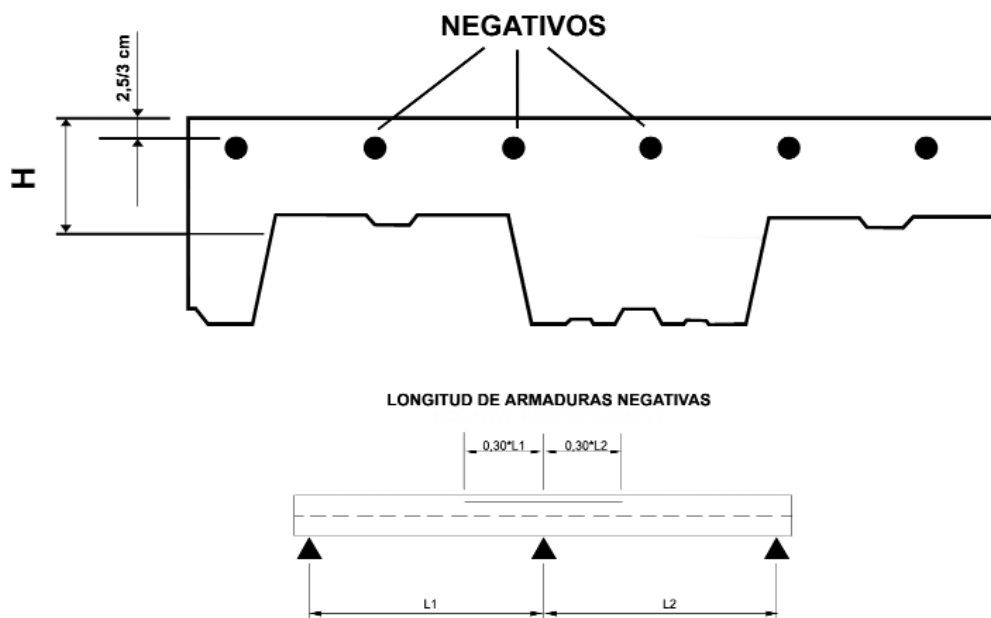 NEGATIVOS
2,5/3 cm
H
LONGITUD DE ARMADURAS NEGATIVAS
0,30*L1 0,30*L2
L1 L2